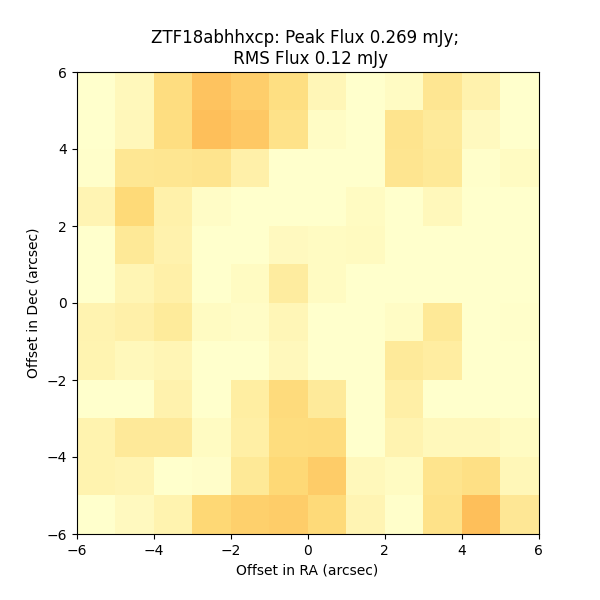 ZTF18abhhxcp: Peak Flux 0.269 mJy;
RMS Flux 0.12 mJy
6
4
2
0
−2
−4
−6
Offset in Dec (arcsec)
−6 −4 −2 0 2 4 6
Offset in RA (arcsec)